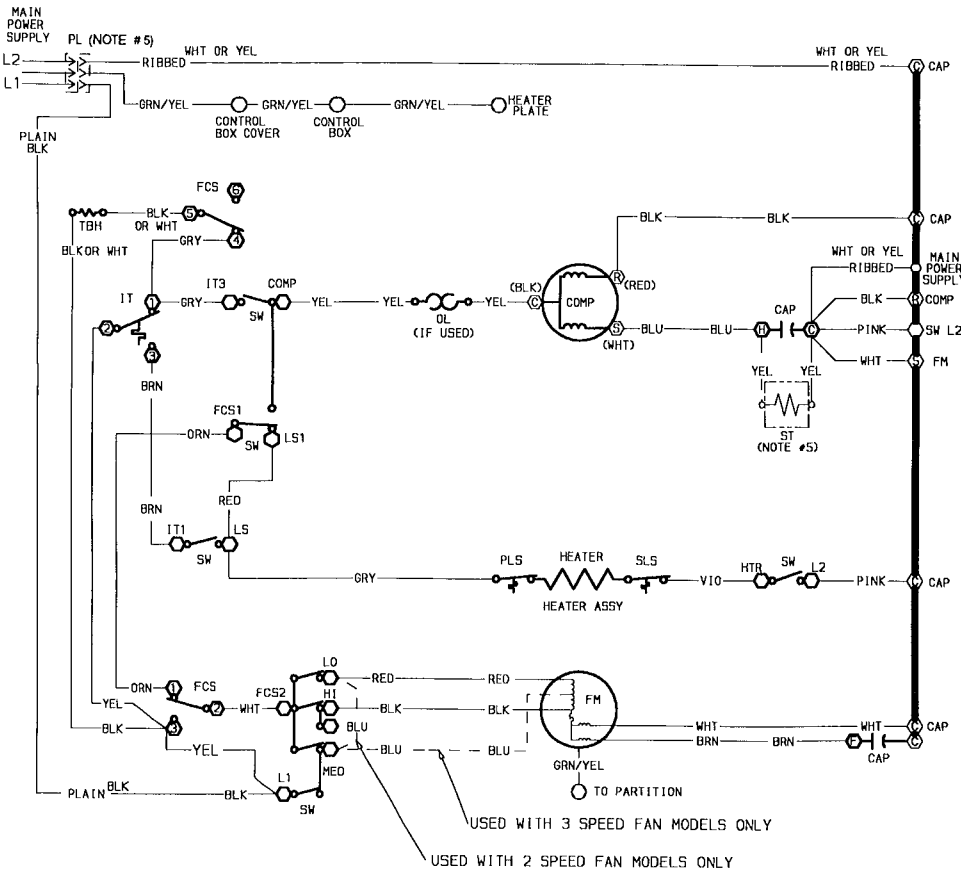 MAIN
POWER
SUPPLY
PL (NOTE #5)
L2
L1
WHT OR YEL
RIBBED
WHT OR YEL
RIBBED
C CAP
GRN/YEL
GRN/YEL
GRN/YEL
HEATER
PLATE
CONTROL
BOX COVER
CONTROL
BOX
PLAIN
BLK
FCS 6
TBH
BLK
OR WHT
5
GRY 4
BLK OR WHT
BLK
BLK
C CAP
WHT OR YEL
RIBBED
MAIN
POWER
SUPPLY
IT
1
2
3
GRY
IT3
SW
COMP
YEL
YEL
OL
(IF USED)
YEL
(BLK)
C
COMP
R
(RED)
S
(WHT)
BLU
BLU
H
CAP
C
BLK
R COMP
PINK
SW L2
WHT
S FM
YEL
YEL
ST
(NOTE #5)
BRN
FCS1
ORN
SW
LS1
RED
BRN
IT1
SW
LS
GRY
PLS
HEATER
SLS
HEATER ASSY
VIO
HTR
SW
L2
PINK
C CAP
LO
RED
RED
ORN
1
FCS
2
WHT
FCS2
HI
BLK
BLK
FM
YEL
BLK
3
BLU
WHT
WHT
C CAP
YEL
MED
BLU
BLU
BRN
BRN
F
CAP
C
GRN/YEL
TO PARTITION
PLAIN
BLK
BLK
L1
SW
USED WITH 3 SPEED FAN MODELS ONLY
USED WITH 2 SPEED FAN MODELS ONLY